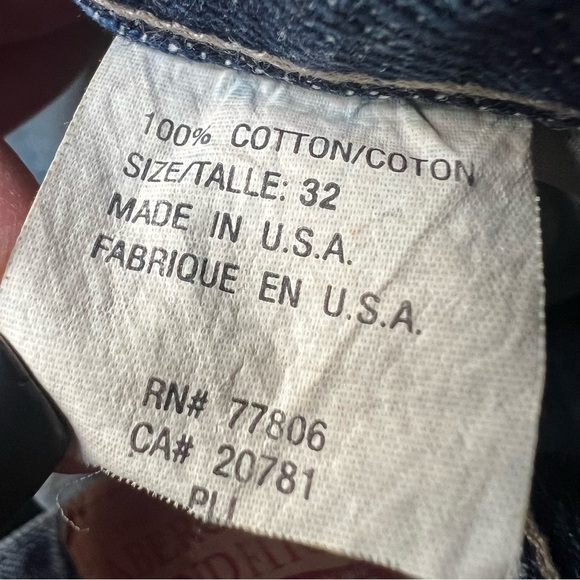 100% COTTON/COTON
SIZE/TALLE: 32
MADE IN U.S.A.
FABRIQUE EN U.S.A.
RN# 77806
CA# 20781